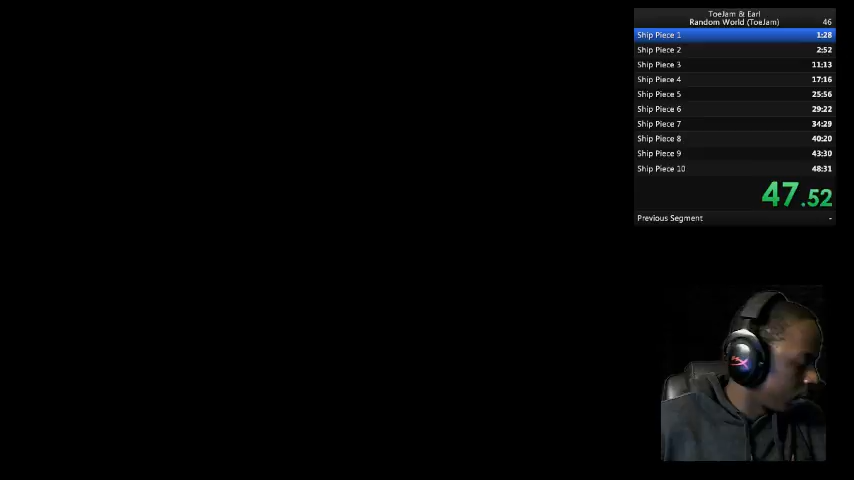 ToeJam & Earl
Random World (ToeJam) 46
Ship Piece 1 1:28
Ship Piece 2 2:52
Ship Piece 3 11:13
Ship Piece 4 17:16
Ship Piece 5 25:56
Ship Piece 6 29:22
Ship Piece 7 34:29
Ship Piece 8 40:20
Ship Piece 9 43:30
Ship Piece 10 48:31
47.52
Previous Segment -